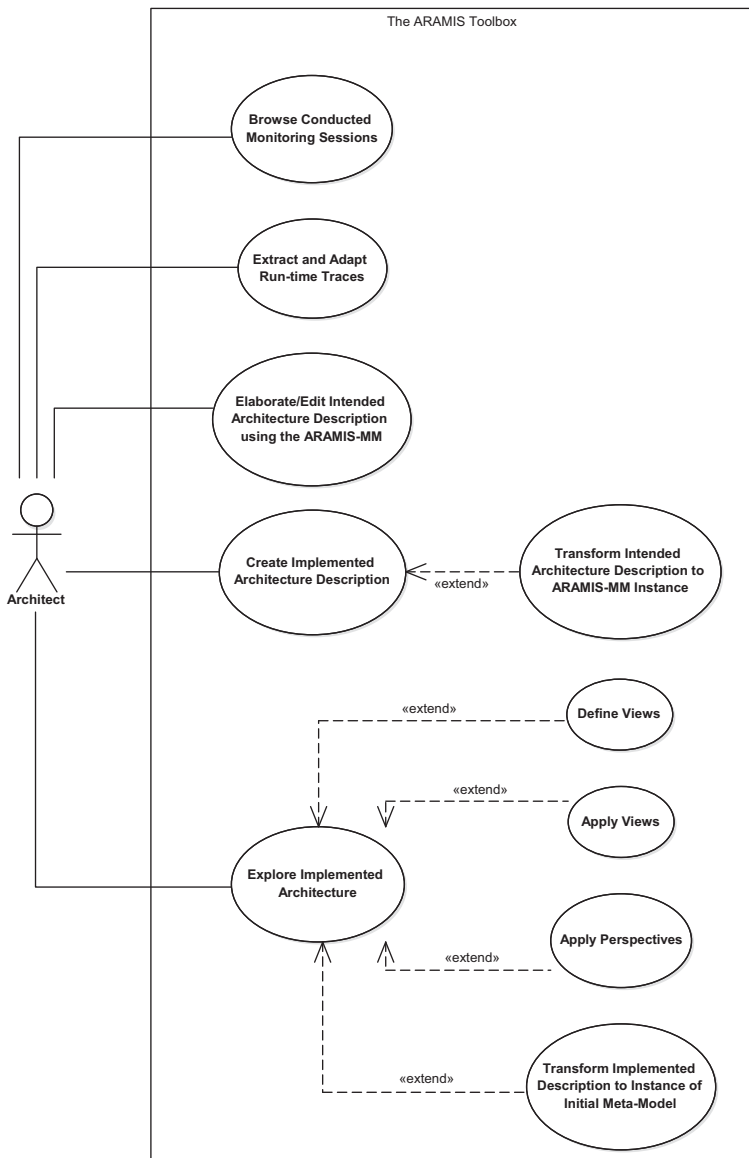 The ARAMIS Toolbox
Browse Conducted
Monitoring Sessions
Extract and Adapt
Run-time Traces
Elaborate/Edit Intended
Architecture Description
using the ARAMIS-MM
Architect
Create Implemented
Architecture Description
«extend»
Transform Intended
Architecture Description to
ARAMIS-MM Instance
«extend»
Define Views
«extend»
Apply Views
Explore Implemented
Architecture
«extend»
Apply Perspectives
«extend»
Transform Implemented
Description to Instance of
Initial Meta-Model